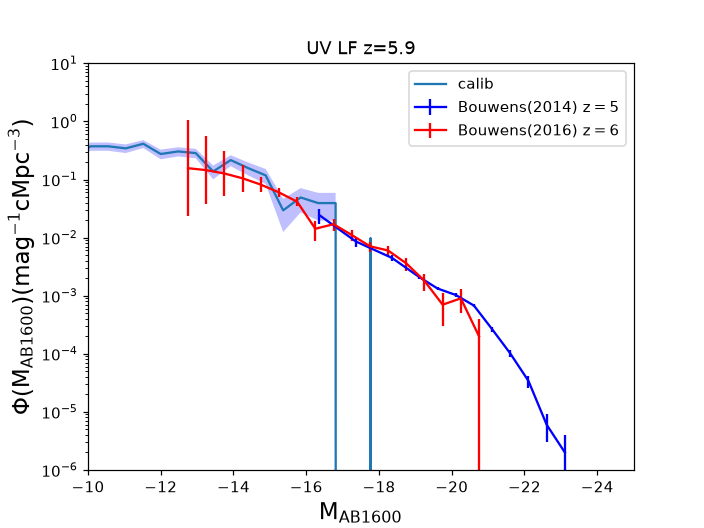 UV LF z=5.9
calib
Bouwens(2014) z = 5
Bouwens(2016) z = 6
Φ(M_AB1600)(mag^−1 cMpc^−3)
10^1
10^0
10^−1
10^−2
10^−3
10^−4
10^−5
10^−6
−10 −12 −14 −16 −18 −20 −22 −24
M_AB1600